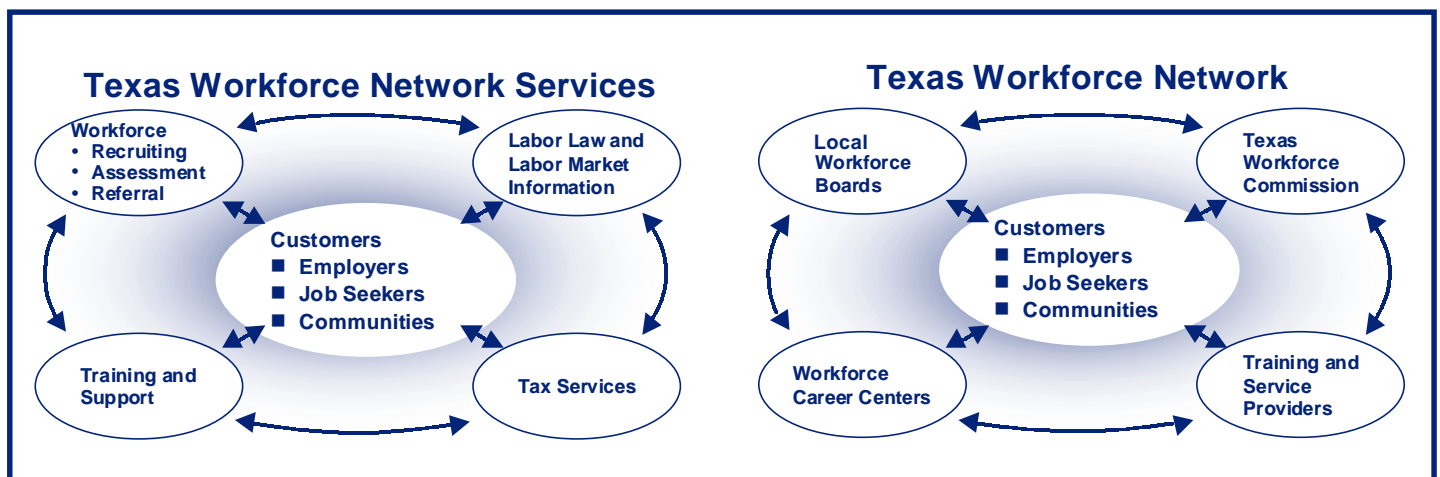 Texas Workforce Network Services
Workforce
• Recruiting
• Assessment
• Referral
Labor Law and
Labor Market
Information
Customers
■ Employers
■ Job Seekers
■ Communities
Training and
Support
Tax Services
Texas Workforce Network
Local
Workforce
Boards
Texas
Workforce
Commission
Customers
■ Employers
■ Job Seekers
■ Communities
Workforce
Career Centers
Training and
Service
Providers